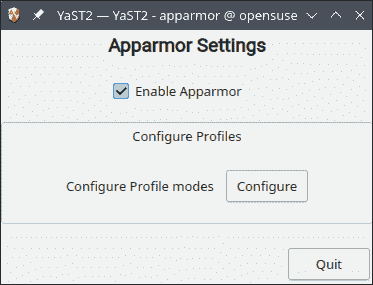 YaST2 — YaST2 - apparmor @ opensuse
Apparmor Settings
Enable Apparmor
Configure Profiles
Configure Profile modes Configure
Quit